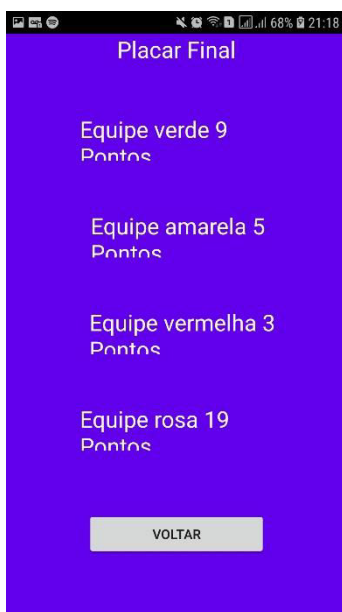 1 68% 21:18
Placar Final
Equipe verde 9
Pontos
Equipe amarela 5
Pontos
Equipe vermelha 3
Pontos
Equipe rosa 19
Pontos
VOLTAR